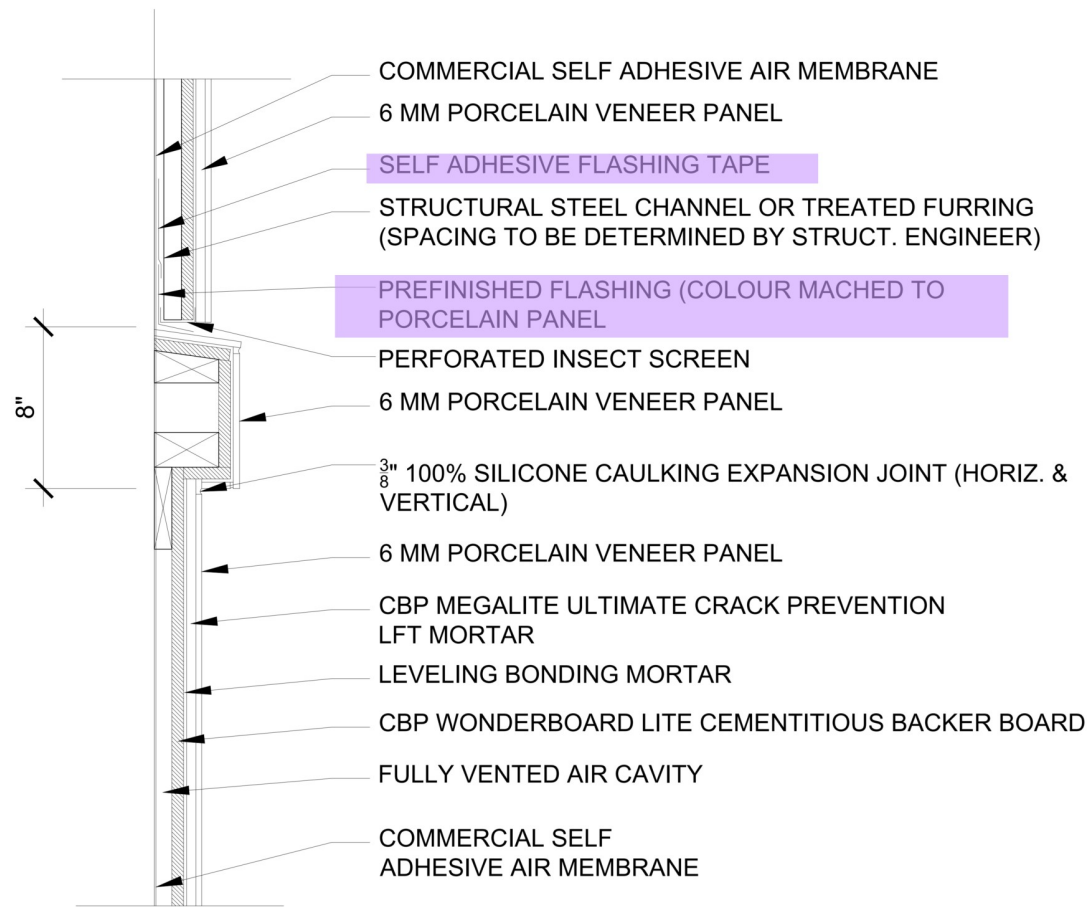 COMMERCIAL SELF ADHESIVE AIR MEMBRANE
6 MM PORCELAIN VENEER PANEL
SELF ADHESIVE FLASHING TAPE
STRUCTURAL STEEL CHANNEL OR TREATED FURRING
(SPACING TO BE DETERMINED BY STRUCT. ENGINEER)
PREFINISHED FLASHING (COLOUR MACHED TO
PORCELAIN PANEL
PERFORATED INSECT SCREEN
8"
6 MM PORCELAIN VENEER PANEL
3/8" 100% SILICONE CAULKING EXPANSION JOINT (HORIZ. &
VERTICAL)
6 MM PORCELAIN VENEER PANEL
CBP MEGALITE ULTIMATE CRACK PREVENTION
LFT MORTAR
LEVELING BONDING MORTAR
CBP WONDERBOARD LITE CEMENTITIOUS BACKER BOARD
FULLY VENTED AIR CAVITY
COMMERCIAL SELF
ADHESIVE AIR MEMBRANE